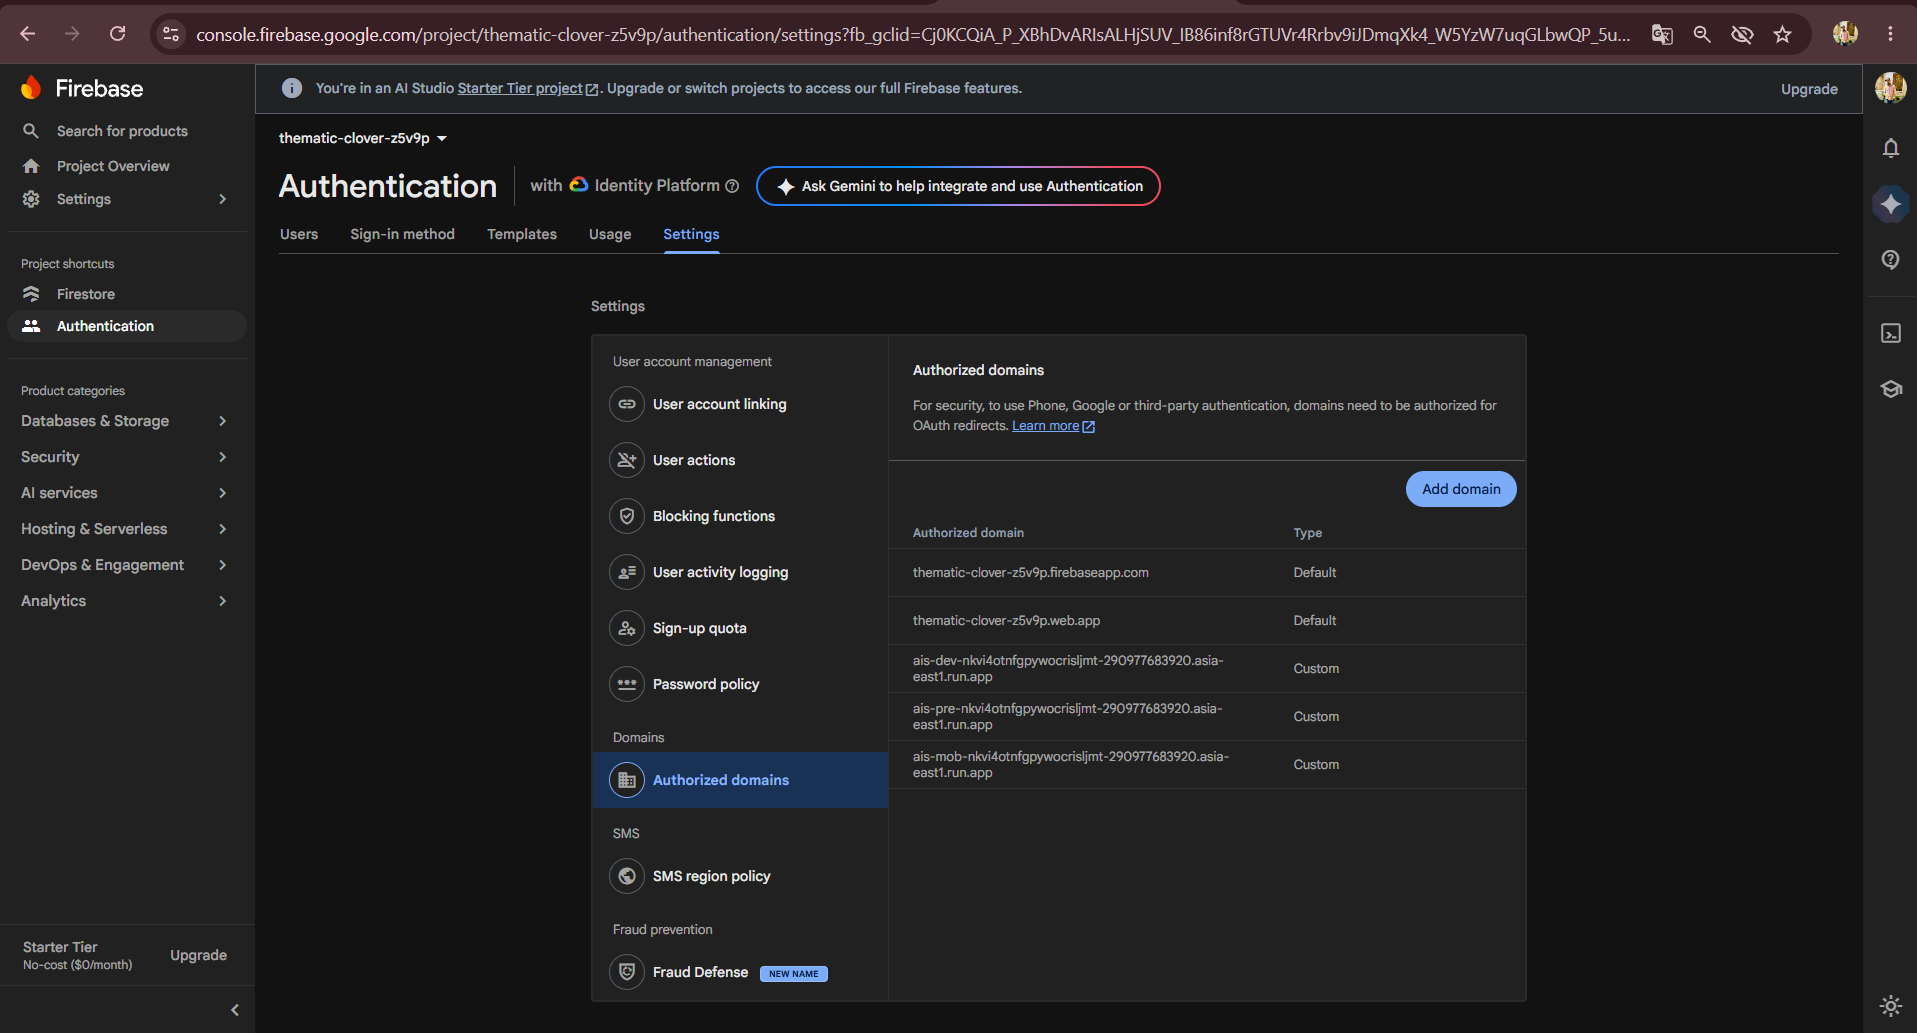 console.firebase.google.com/project/thematic-clover-z5v9p/authentication/settings?fb_gclid=Cj0KCQiA_P_XBhDvARIsALHjSUV_IB86inf8rGTUVr4Rrbv9iJDmqXk4_W5YzW7uqGLbwQP_5u...
Firebase
You're in an AI Studio Starter Tier project. Upgrade or switch projects to access our full Firebase features.
Upgrade
Search for products
Project Overview
Settings
Project shortcuts
Firestore
Authentication
Product categories
Databases & Storage
Security
AI services
Hosting & Serverless
DevOps & Engagement
Analytics
Starter Tier
No-cost ($0/month)
Upgrade
thematic-clover-z5v9p
Authentication
with Identity Platform
Ask Gemini to help integrate and use Authentication
Users
Sign-in method
Templates
Usage
Settings
Settings
User account management
User account linking
User actions
Blocking functions
User activity logging
Sign-up quota
Password policy
Domains
Authorized domains
SMS
SMS region policy
Fraud prevention
Fraud Defense NEW NAME
Authorized domains
For security, to use Phone, Google or third-party authentication, domains need to be authorized for
OAuth redirects. Learn more
Add domain
Authorized domain Type
thematic-clover-z5v9p.firebaseapp.com Default
thematic-clover-z5v9p.web.app Default
ais-dev-nkvi4otnfgpywocrisljmt-290977683920.asia-
east1.run.app
Custom
ais-pre-nkvi4otnfgpywocrisljmt-290977683920.asia-
east1.run.app
Custom
ais-mob-nkvi4otnfgpywocrisljmt-290977683920.asia-
east1.run.app
Custom